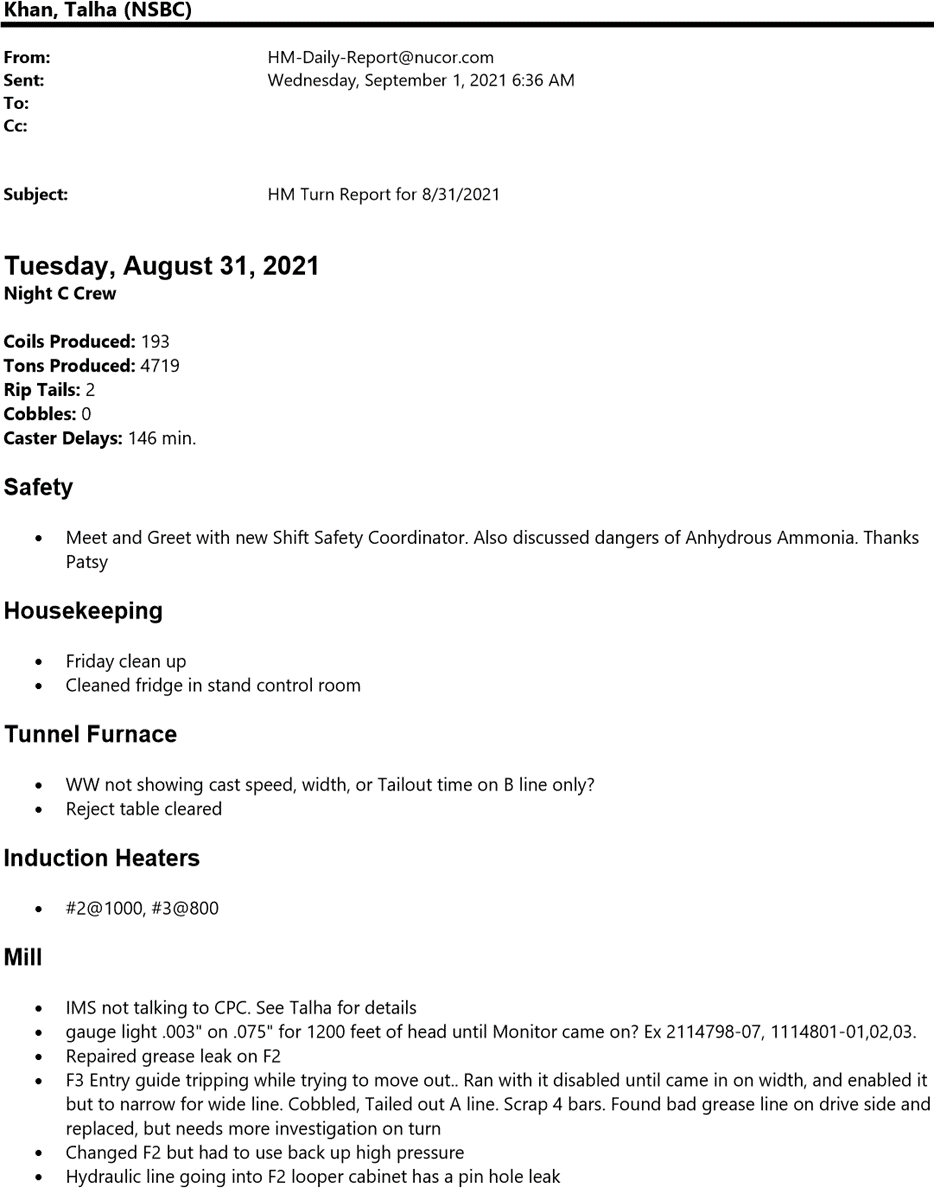 Khan, Talha (NSBC)
From: HM-Daily-Report@nucor.com
Sent: Wednesday, September 1, 2021 6:36 AM
To:
Cc:
Subject: HM Turn Report for 8/31/2021
Tuesday, August 31, 2021
Night C Crew
Coils Produced: 193
Tons Produced: 4719
Rip Tails: 2
Cobbles: 0
Caster Delays: 146 min.
Safety
• Meet and Greet with new Shift Safety Coordinator. Also discussed dangers of Anhydrous Ammonia. Thanks
Patsy
Housekeeping
• Friday clean up
• Cleaned fridge in stand control room
Tunnel Furnace
• WW not showing cast speed, width, or Tailout time on B line only?
• Reject table cleared
Induction Heaters
• #2@1000, #3@800
Mill
• IMS not talking to CPC. See Talha for details
• gauge light .003" on .075" for 1200 feet of head until Monitor came on? Ex 2114798-07, 1114801-01,02,03.
• Repaired grease leak on F2
• F3 Entry guide tripping while trying to move out.. Ran with it disabled until came in on width, and enabled it
but to narrow for wide line. Cobbled, Tailed out A line. Scrap 4 bars. Found bad grease line on drive side and
replaced, but needs more investigation on turn
• Changed F2 but had to use back up high pressure
• Hydraulic line going into F2 looper cabinet has a pin hole leak